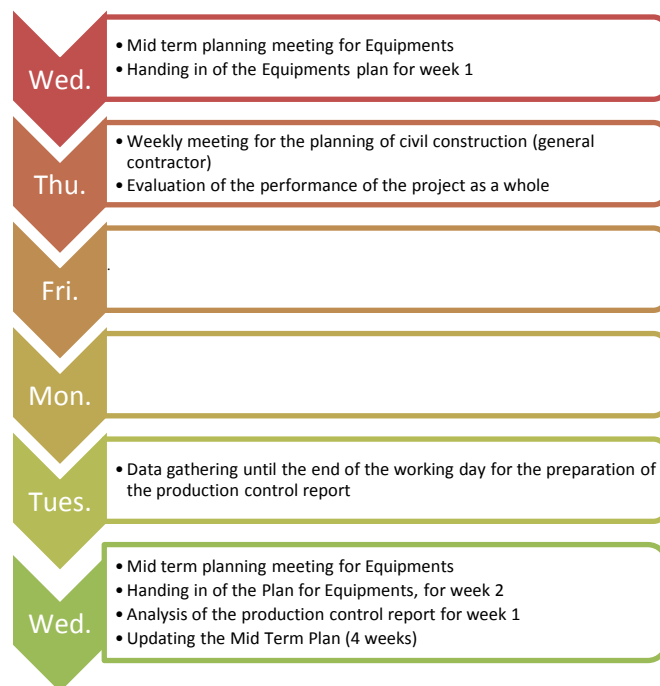 Wed.
• Mid term planning meeting for Equipments
• Handing in of the Equipments plan for week 1
Thu.
• Weekly meeting for the planning of civil construction (general
contractor)
• Evaluation of the performance of the project as a whole
Fri.
.
Mon.
Tues.
• Data gathering until the end of the working day for the preparation of
the production control report
Wed.
• Mid term planning meeting for Equipments
• Handing in of the Plan for Equipments, for week 2
• Analysis of the production control report for week 1
• Updating the Mid Term Plan (4 weeks)